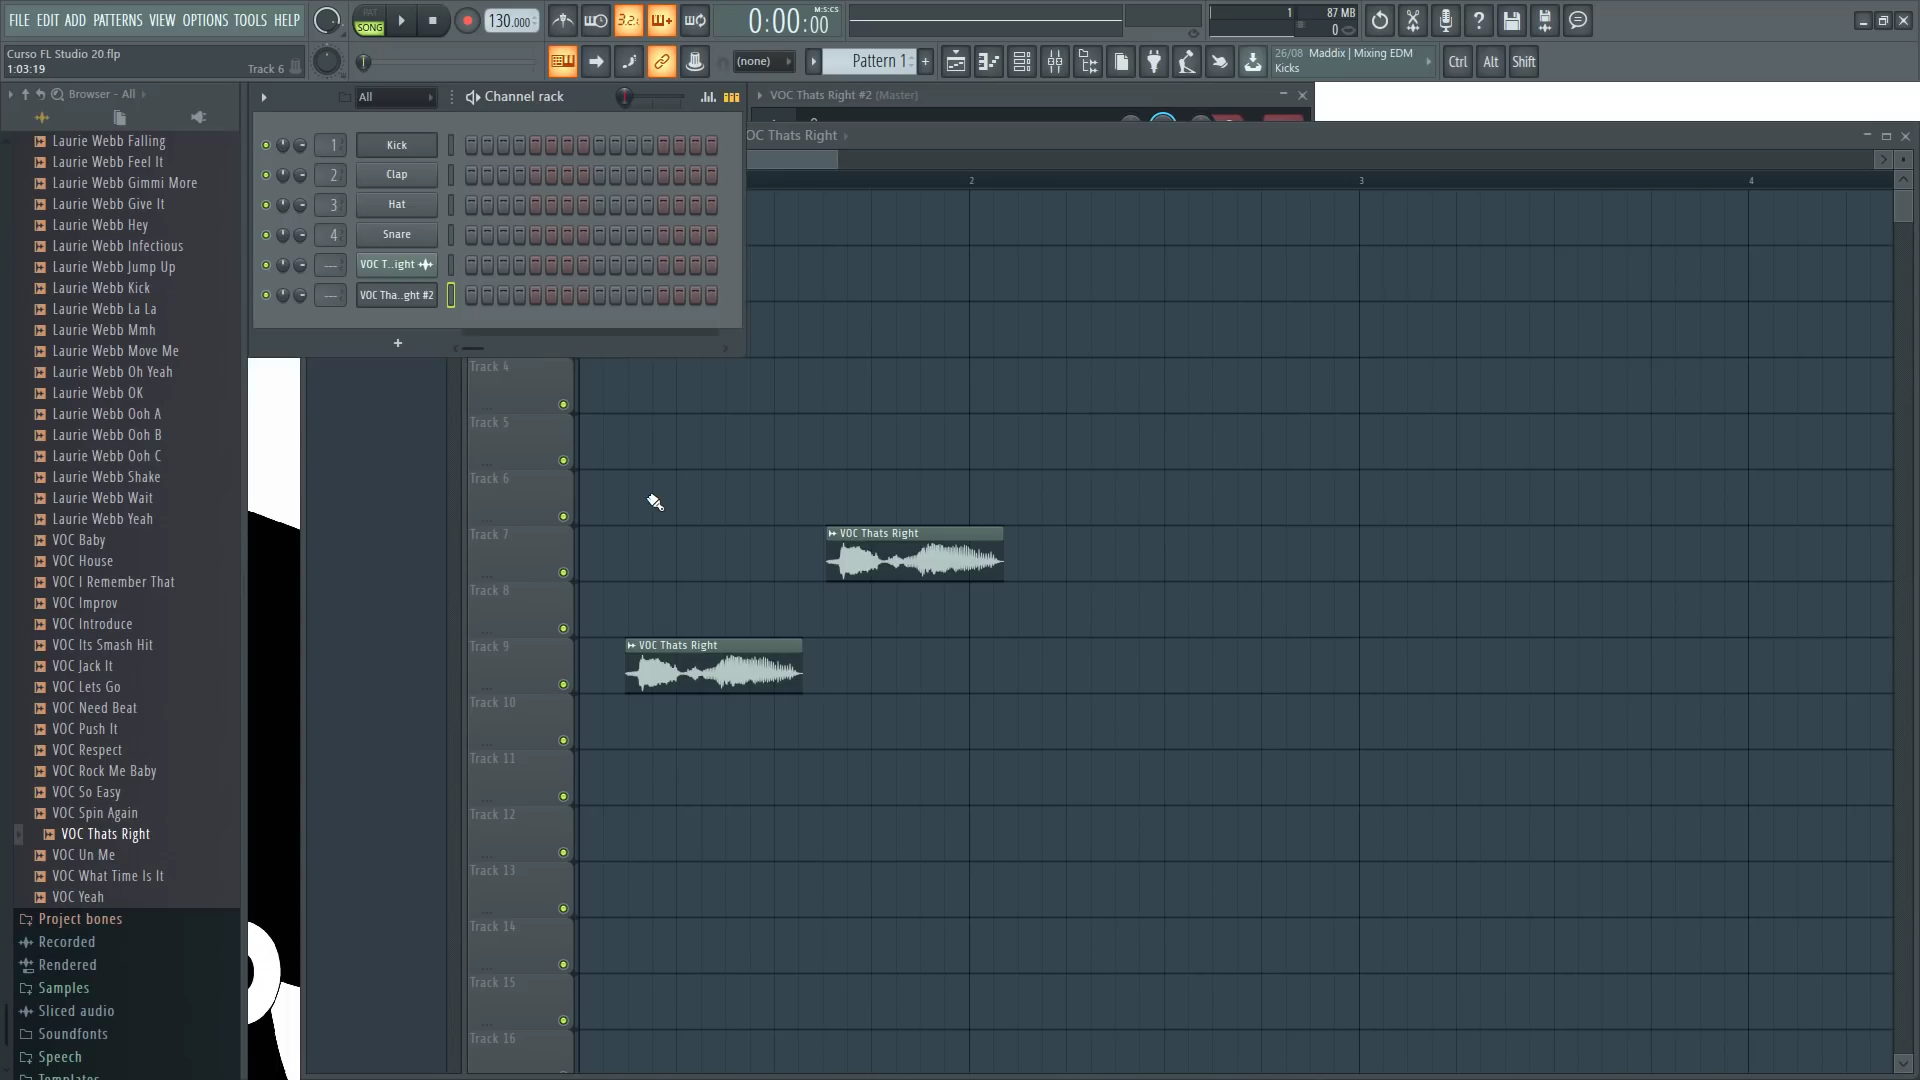 FILE EDIT ADD PATTERNS VIEW OPTIONS TOOLS HELP
PAT
SONG
130.000
3.2.
0:00:00
M:S:CS
1
87 MB
0
Curso FL Studio 20.flp
1:03:19
Track 6
(none)
Pattern 1
+
26/08 Maddix | Mixing EDM
Kicks
Ctrl
Alt
Shift
Browser - All
All
Channel rack
VOC Thats Right #2 (Master)
OC Thats Right
2
3
4
1
Kick
2
Clap
3
Hat
4
Snare
---
VOC T..ight
---
VOC Tha..ght #2
+
Laurie Webb Falling
Laurie Webb Feel It
Laurie Webb Gimmi More
Laurie Webb Give It
Laurie Webb Hey
Laurie Webb Infectious
Laurie Webb Jump Up
Laurie Webb Kick
Laurie Webb La La
Laurie Webb Mmh
Laurie Webb Move Me
Laurie Webb Oh Yeah
Laurie Webb OK
Laurie Webb Ooh A
Laurie Webb Ooh B
Laurie Webb Ooh C
Laurie Webb Shake
Laurie Webb Wait
Laurie Webb Yeah
VOC Baby
VOC House
VOC I Remember That
VOC Improv
VOC Introduce
VOC Its Smash Hit
VOC Jack It
VOC Lets Go
VOC Need Beat
VOC Push It
VOC Respect
VOC Rock Me Baby
VOC So Easy
VOC Spin Again
VOC Thats Right
VOC Un Me
VOC What Time Is It
VOC Yeah
Project bones
Recorded
Rendered
Samples
Sliced audio
Soundfonts
Speech
Templates
Track 4
Track 5
Track 6
Track 7
VOC Thats Right
Track 8
Track 9
VOC Thats Right
Track 10
Track 11
Track 12
Track 13
Track 14
Track 15
Track 16